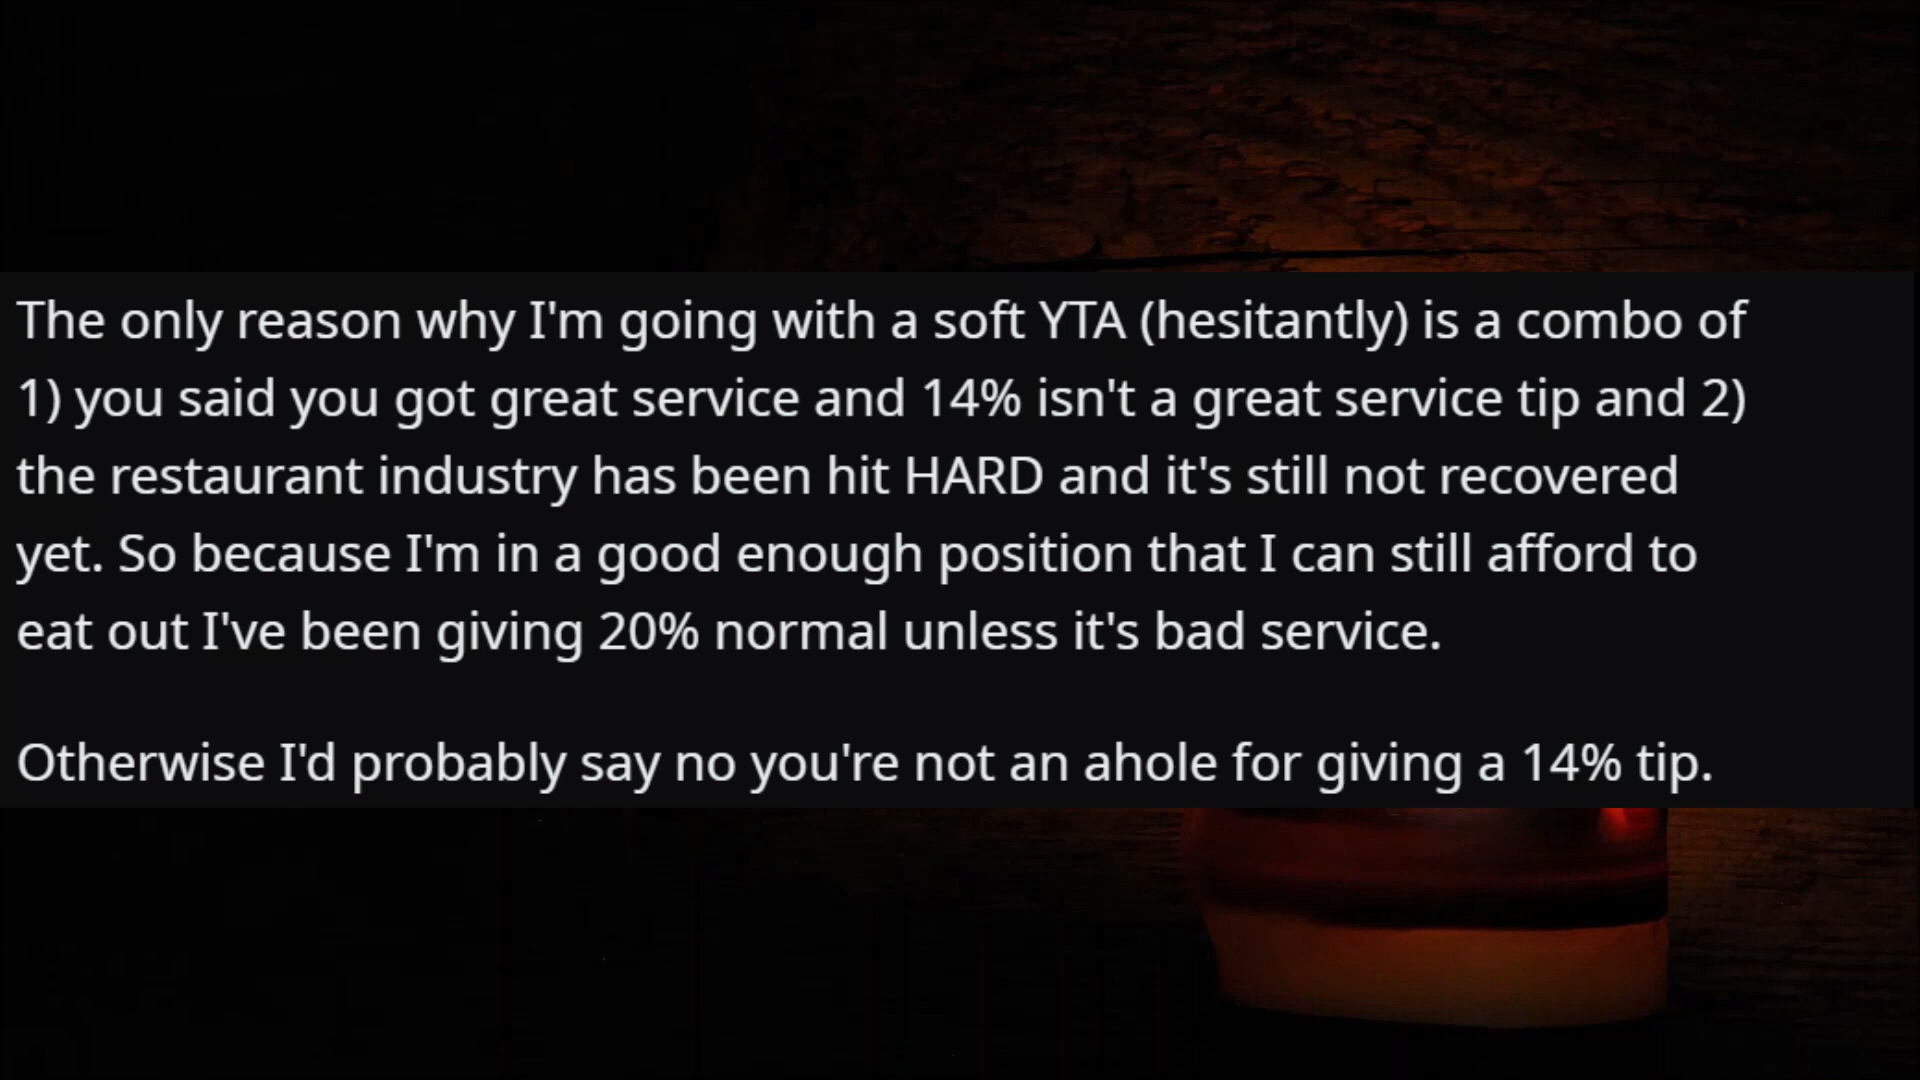 The only reason why I'm going with a soft YTA (hesitantly) is a combo of
1) you said you got great service and 14% isn't a great service tip and 2)
the restaurant industry has been hit HARD and it's still not recovered
yet. So because I'm in a good enough position that I can still afford to
eat out I've been giving 20% normal unless it's bad service.
Otherwise I'd probably say no you're not an ahole for giving a 14% tip.